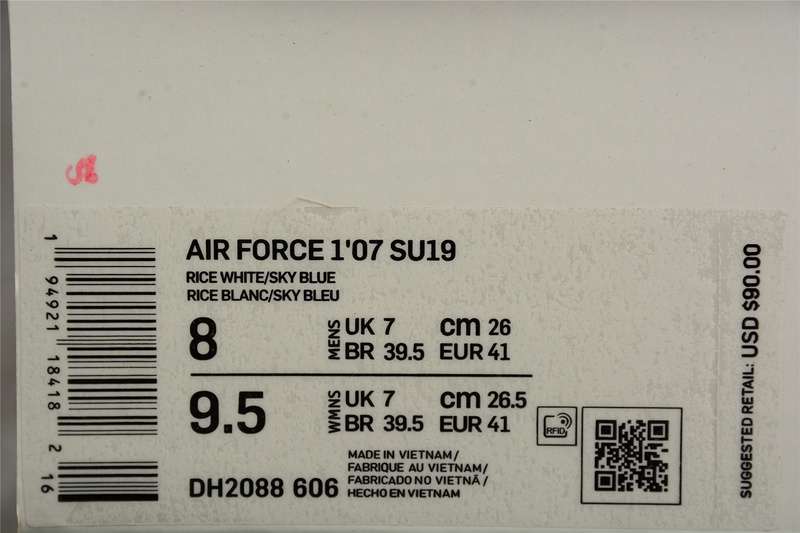 AIR FORCE 1'07 SU19
RICE WHITE/SKY BLUE
RICE BLANC/SKY BLEU
8 MENS UK 7 cm 26
BR 39.5 EUR 41
9.5 WMNS UK 7 cm 26.5
BR 39.5 EUR 41
RFID
DH2088 606
MADE IN VIETNAM/
FABRIQUE AU VIETNAM/
FABRICADO NO VIETNÃ/
HECHO EN VIETNAM
1 94921 18418 2 16
SUGGESTED RETAIL: USD $90.00